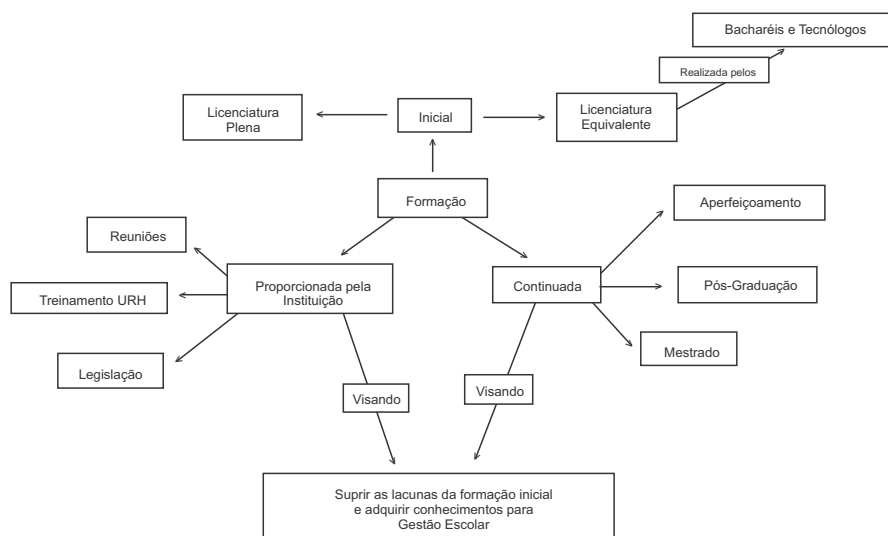 Bacharéis e Tecnólogos
Realizada pelos
Licenciatura
Plena
Inicial
Licenciatura
Equivalente
Formação
Aperfeiçoamento
Reuniões
Proporcionada pela
Instituição
Continuada
Pós-Graduação
Treinamento URH
Mestrado
Legislação
Visando
Visando
Suprir as lacunas da formação inicial
e adquirir conhecimentos para
Gestão Escolar